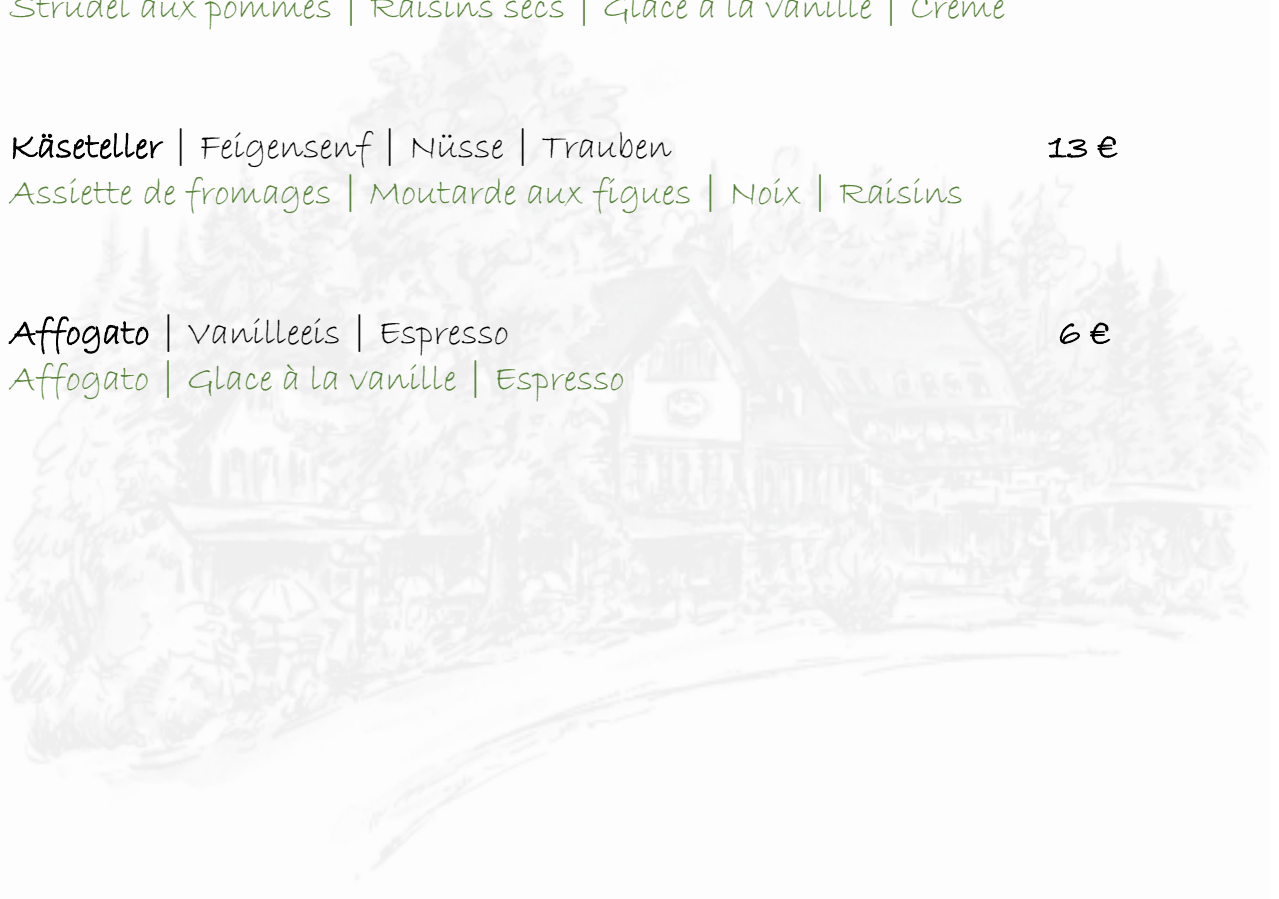 Strudel aux pommes | Raisins secs | Glace à la vanille | Crème
Käseteller | Feigensenf | Nüsse | Trauben 13 €
Assiette de fromages | Moutarde aux figues | Noix | Raisins
Affogato | Vanilleeis | Espresso 6 €
Affogato | Glace à la vanille | Espresso